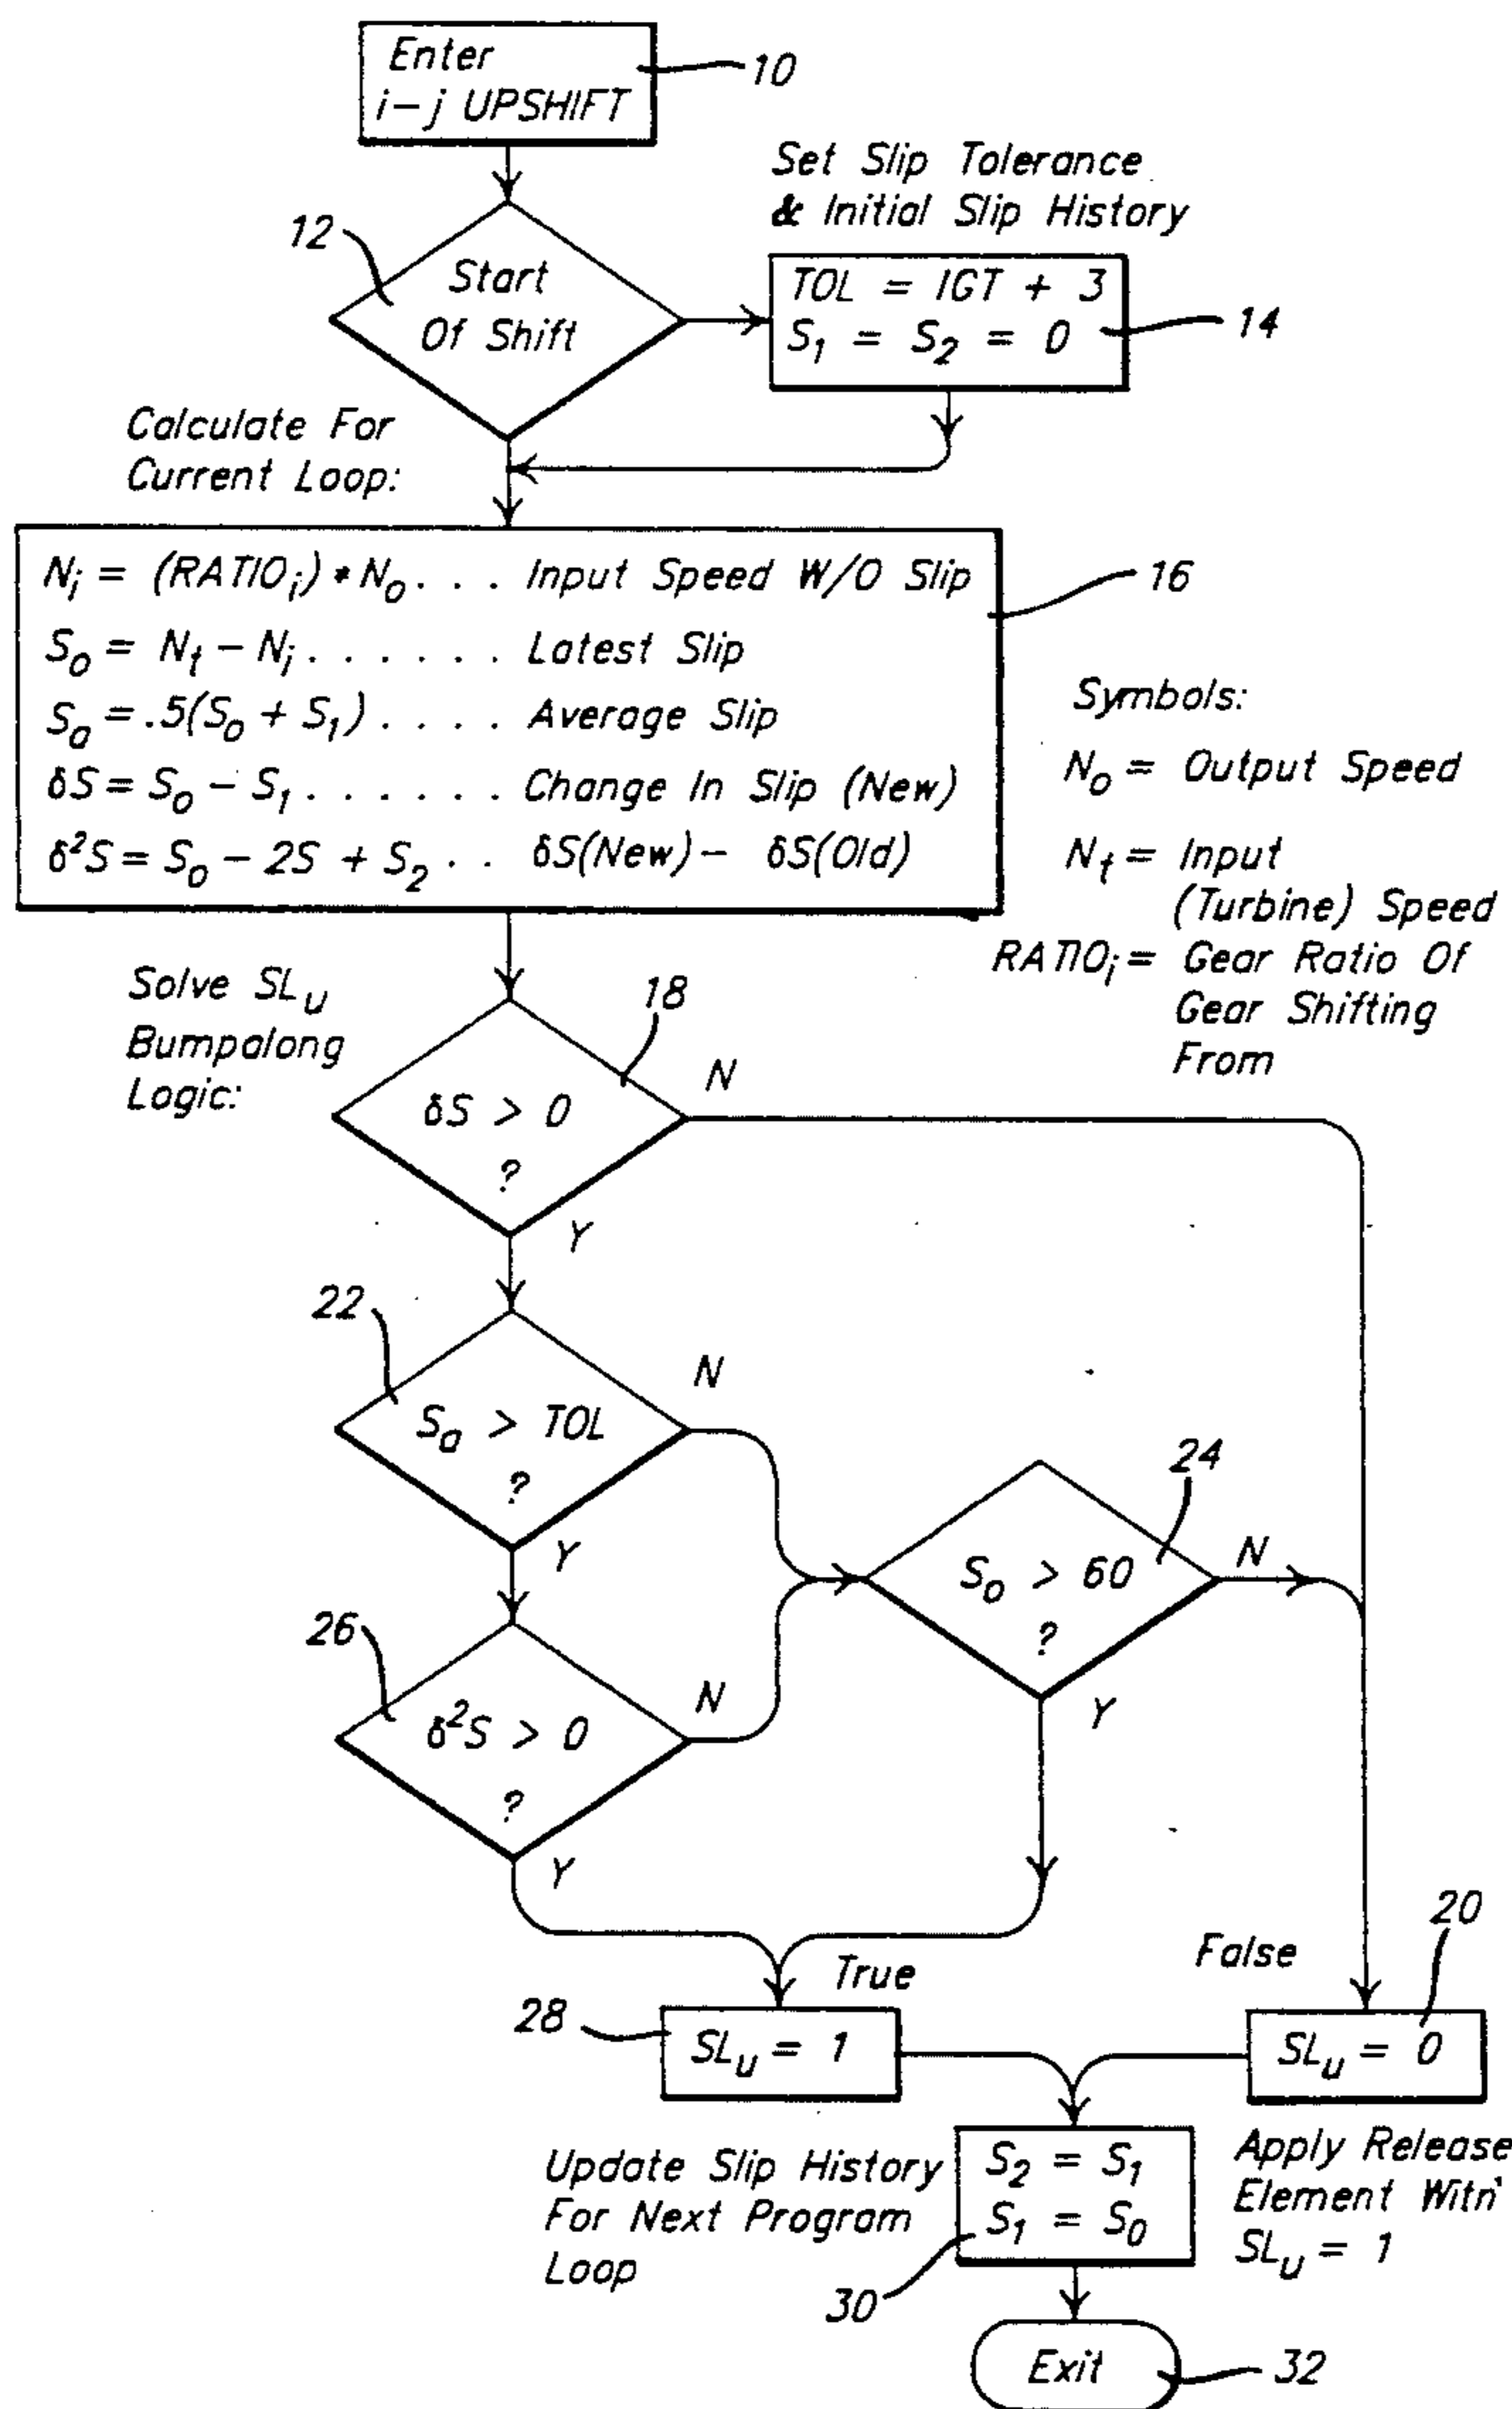 Enter
i-j UPSHIFT
10
Set Slip Tolerance
& Initial Slip History
12
Start
Of Shift
TOL = IGT + 3
S₁ = S₂ = 0
14
Calculate For
Current Loop:
Nᵢ = (RATIOᵢ) * Nₒ . . . Input Speed W/O Slip
Sₒ = Nₜ - Nᵢ . . . . . . Latest Slip
Sₐ = .5(Sₒ + S₁) . . . . Average Slip
δS = Sₒ - S₁ . . . . . . Change In Slip (New)
δ²S = Sₒ - 2S + S₂ . . δS(New) - δS(Old)
16
Symbols:
Nₒ = Output Speed
Nₜ = Input
(Turbine) Speed
RATIOᵢ = Gear Ratio Of
Gear Shifting
From
Solve SLᵤ
Bumpalong
Logic:
18
δS > 0
?
N
Y
22
Sₐ > TOL
?
N
Y
24
Sₒ > 60
?
N
Y
26
δ²S > 0
?
N
Y
True
False
20
28
SLᵤ = 1
SLᵤ = 0
Update Slip History
For Next Program
Loop
S₂ = S₁
S₁ = S₀
30
Apply Release
Element Witn'
SLᵤ = 1
Exit
32